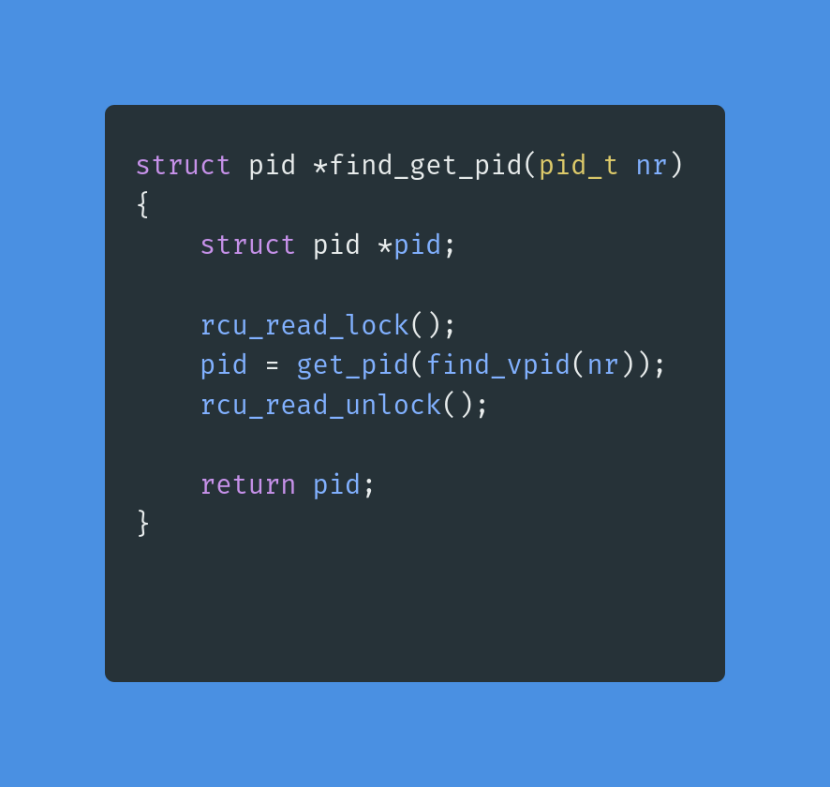 struct pid *find_get_pid(pid_t nr)
{
    struct pid *pid;

    rcu_read_lock();
    pid = get_pid(find_vpid(nr));
    rcu_read_unlock();

    return pid;
}